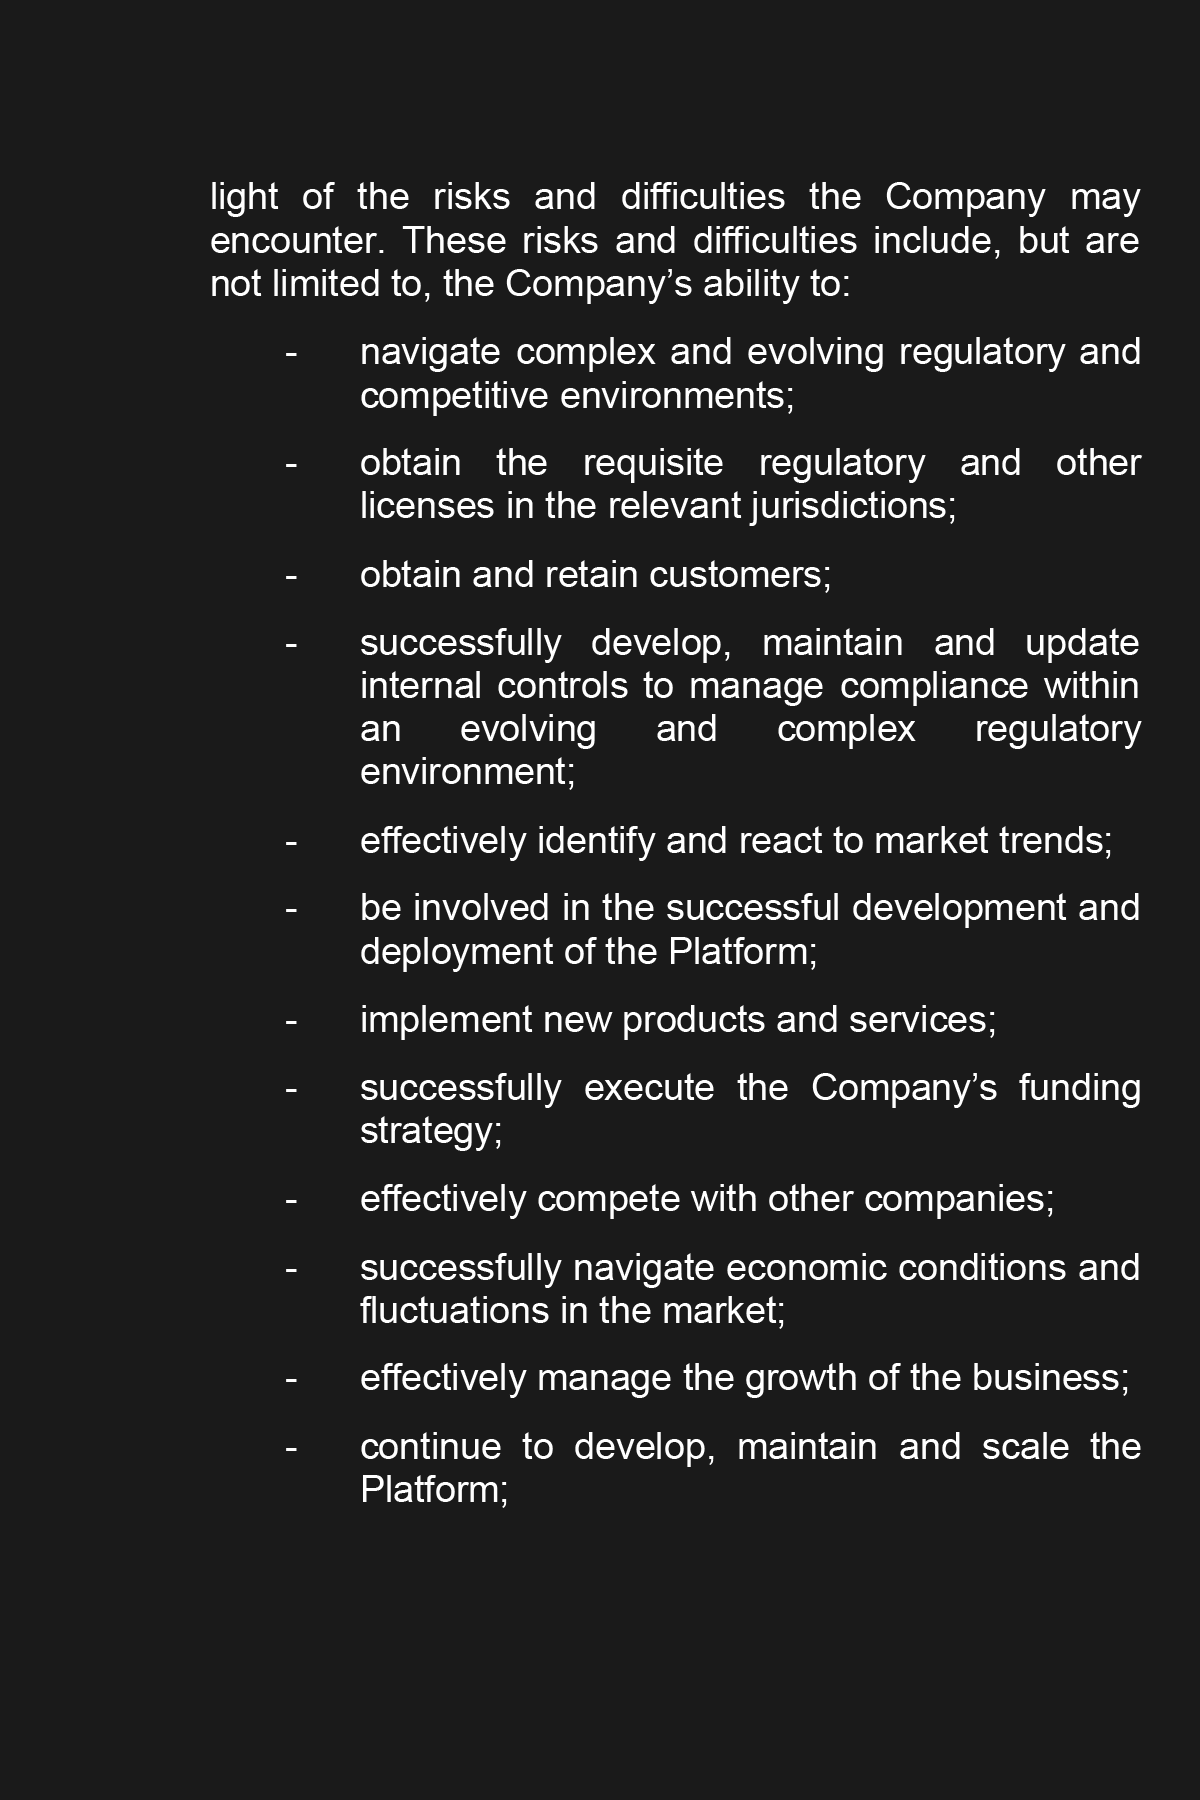 light of the risks and difficulties the Company may
encounter. These risks and difficulties include, but are
not limited to, the Company’s ability to:
- navigate complex and evolving regulatory and
competitive environments;
- obtain the requisite regulatory and other
licenses in the relevant jurisdictions;
- obtain and retain customers;
- successfully develop, maintain and update
internal controls to manage compliance within
an evolving and complex regulatory
environment;
- effectively identify and react to market trends;
- be involved in the successful development and
deployment of the Platform;
- implement new products and services;
- successfully execute the Company’s funding
strategy;
- effectively compete with other companies;
- successfully navigate economic conditions and
fluctuations in the market;
- effectively manage the growth of the business;
- continue to develop, maintain and scale the
Platform;